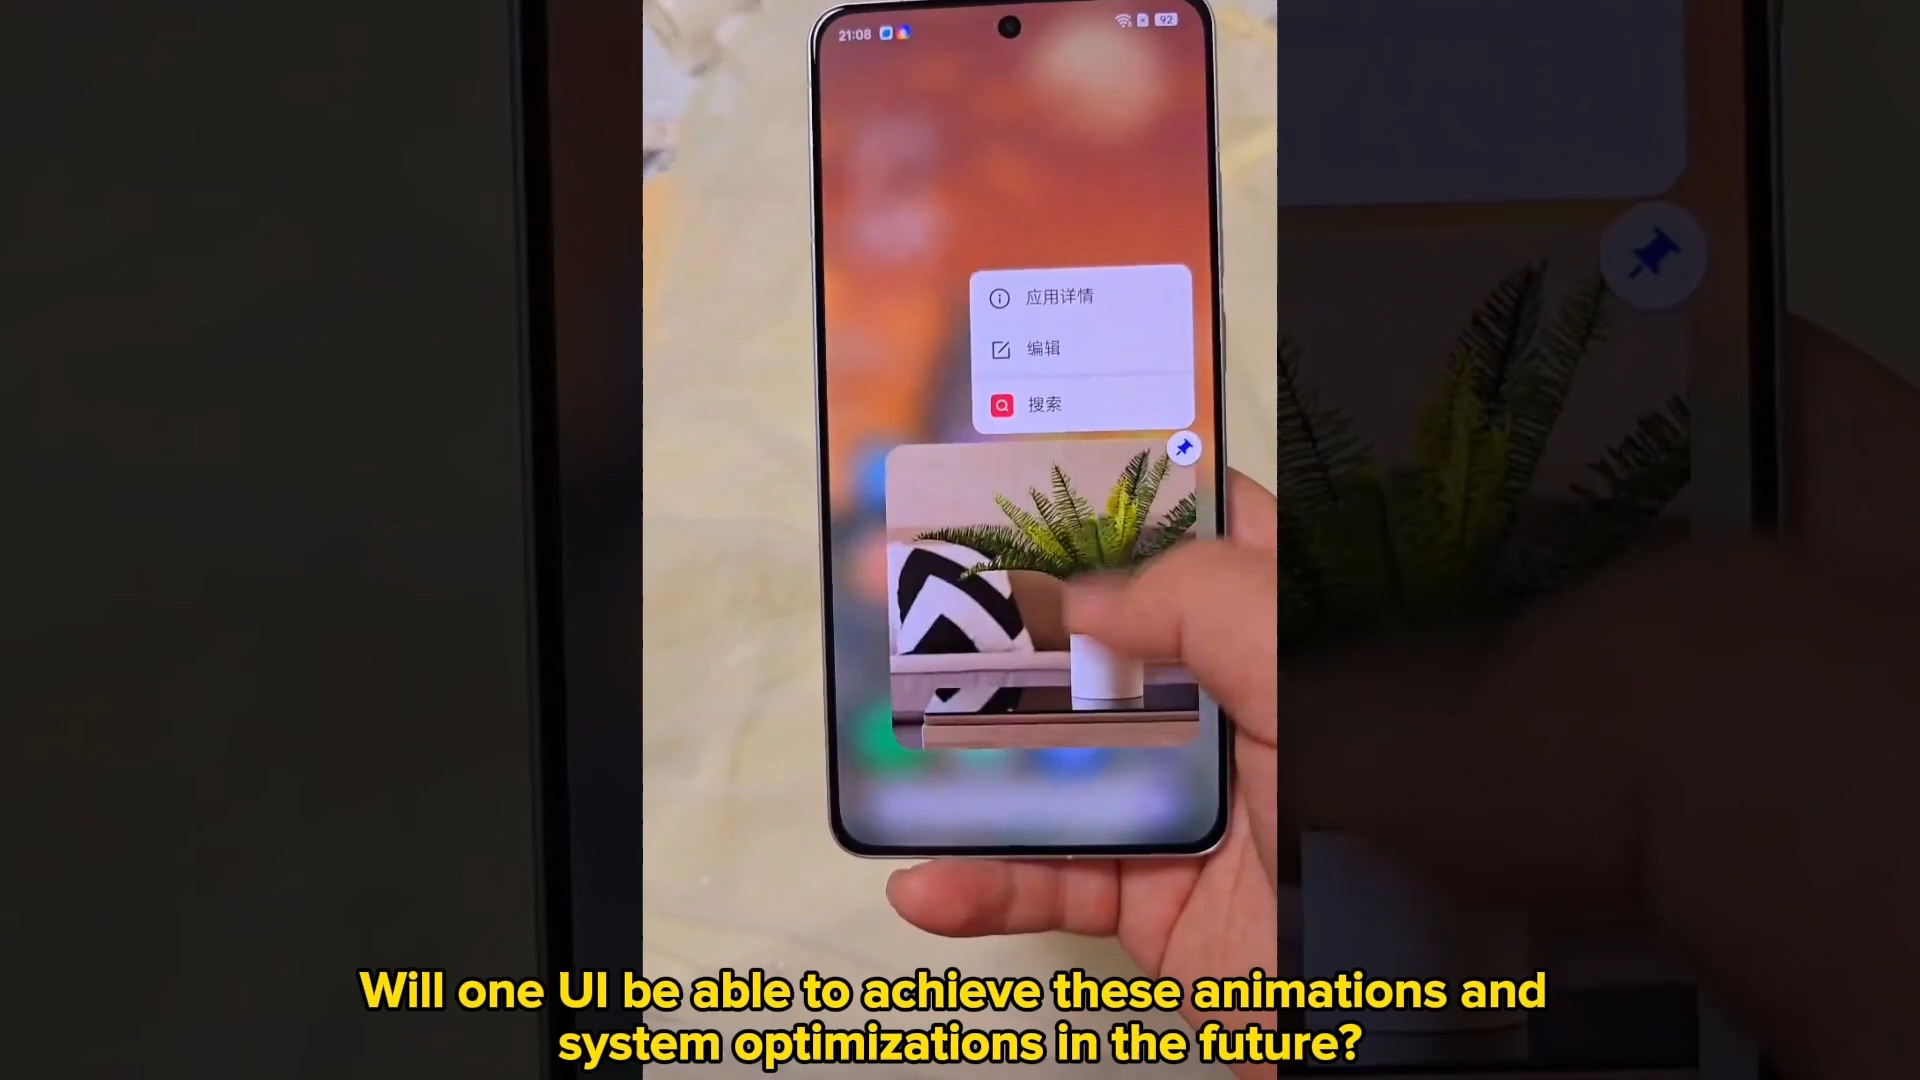 21:08
92
应用详情
编辑
搜索
Will one UI be able to achieve these animations and
system optimizations in the future?